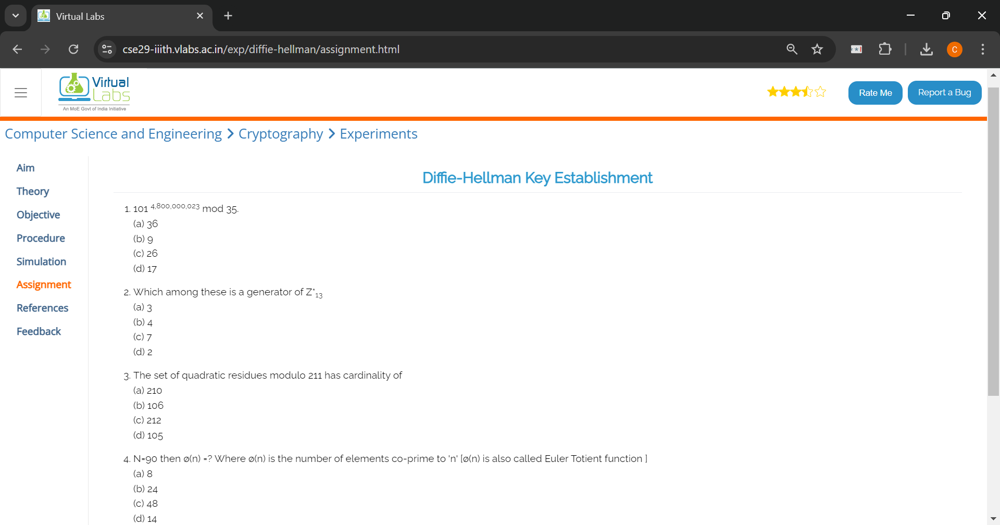 Virtual Labs
cse29-iiith.vlabs.ac.in/exp/diffie-hellman/assignment.html
C
Virtual
Labs
An MoE Govt of India Initiative
Rate Me
Report a Bug
Computer Science and Engineering > Cryptography > Experiments
Aim
Theory
Objective
Procedure
Simulation
Assignment
References
Feedback
Diffie-Hellman Key Establishment
1. 101 ^4,800,000,023 mod 35.
(a) 36
(b) 9
(c) 26
(d) 17
2. Which among these is a generator of Z*13
(a) 3
(b) 4
(c) 7
(d) 2
3. The set of quadratic residues modulo 211 has cardinality of
(a) 210
(b) 106
(c) 212
(d) 105
4. N=90 then ø(n) =? Where ø(n) is the number of elements co-prime to 'n' [ø(n) is also called Euler Totient function ]
(a) 8
(b) 24
(c) 48
(d) 14